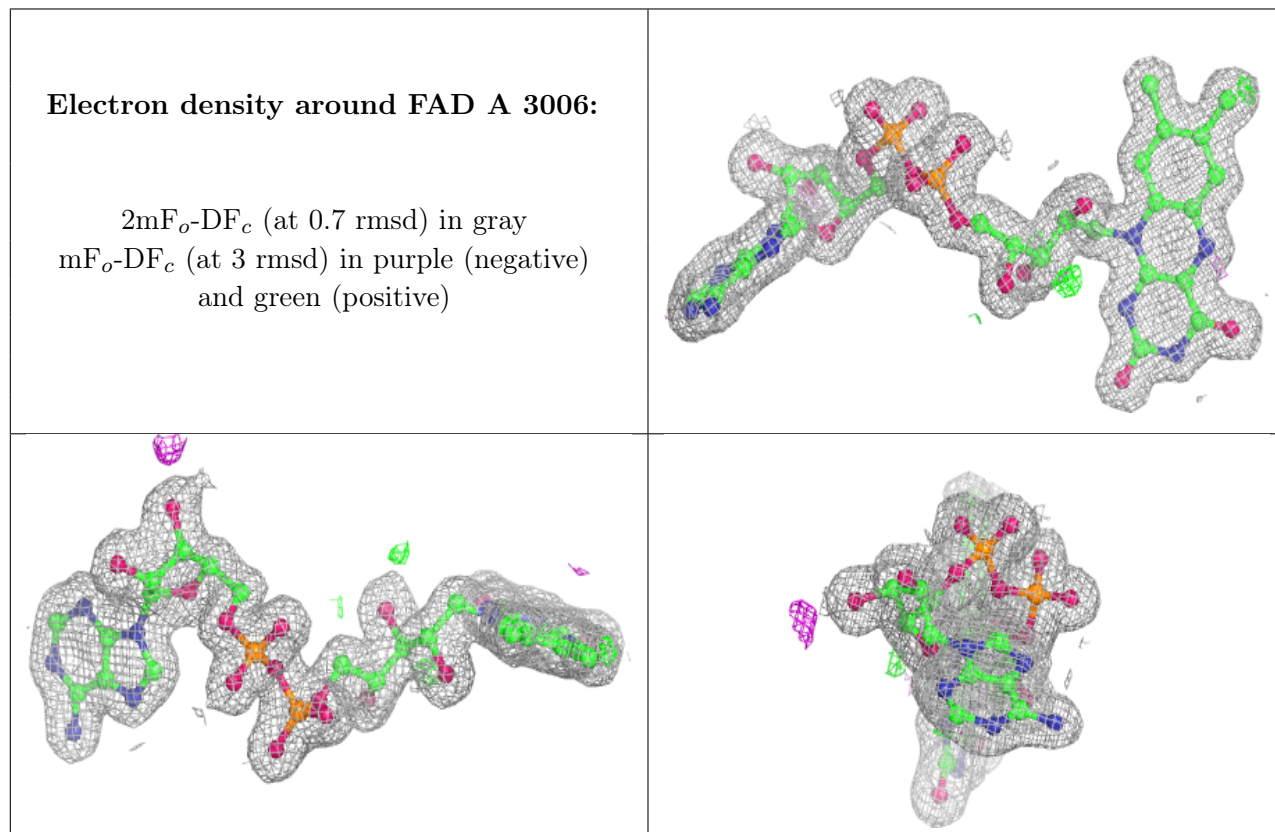 Electron density around FAD A 3006:
2mFₒ-DF𝒸 (at 0.7 rmsd) in gray
mFₒ-DF𝒸 (at 3 rmsd) in purple (negative)
and green (positive)